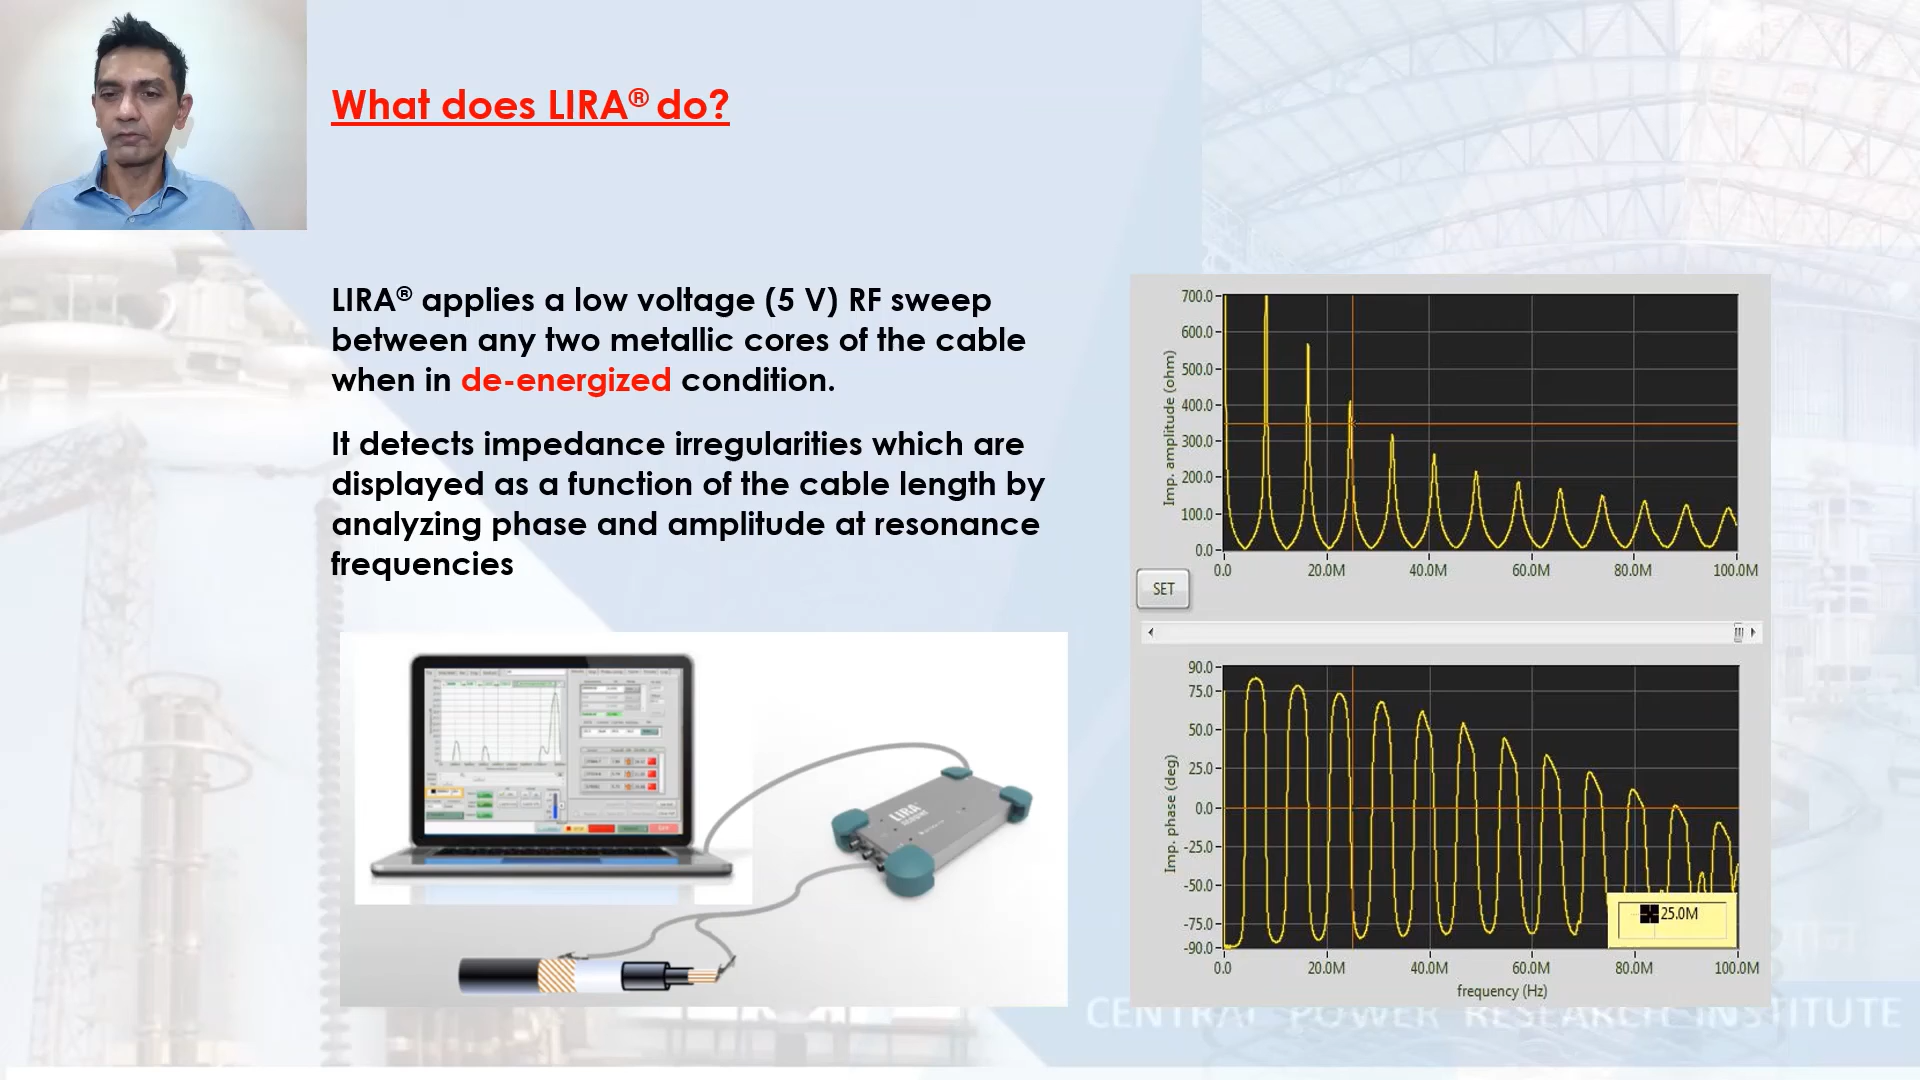 What does LIRA® do?
LIRA® applies a low voltage (5 V) RF sweep
between any two metallic cores of the cable
when in de-energized condition.
It detects impedance irregularities which are
displayed as a function of the cable length by
analyzing phase and amplitude at resonance
frequencies
LIRA
Imp. amplitude (ohm)
700.0
600.0
500.0
400.0
300.0
200.0
100.0
0.0
0.0 20.0M 40.0M 60.0M 80.0M 100.0M
SET
Imp. phase (deg)
90.0
75.0
50.0
25.0
0.0
-25.0
-50.0
-75.0
-90.0
25.0M
0.0 20.0M 40.0M 60.0M 80.0M 100.0M
frequency (Hz)
CENTRAL POWER RESEARCH INSTITUTE